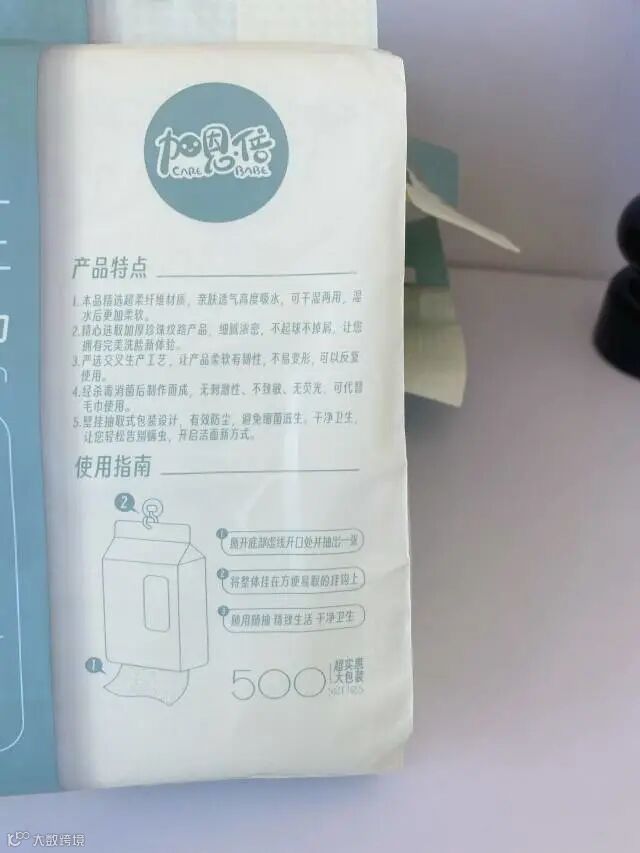 加恩·倍
CARE BABE
产品特点
1.本品精选超柔纤维材质，亲肤透气高度吸水，可干湿两用，湿
水后更加柔软。
2.精心选取加厚珍珠纹路产品，细腻浓密，不起球不掉屑，让您
拥有完美洗脸新体验。
3.严选交叉生产工艺，让产品柔软有韧性，不易变形，可以反复
使用。
4.经杀毒消菌后制作而成，无刺激性、不致敏、无荧光，可代替
毛巾使用。
5.壁挂抽取式包装设计，有效防尘，避免细菌滋生。干净卫生，
让您轻松告别螨虫，开启洁面新方式。
使用指南
2
1 撕开底部虚线开口处并抽出一张
2 将整体挂在方便易取的挂钩上
3 随用随抽 精致生活 干净卫生
1
500 超实惠
大包装
series
大数跨境